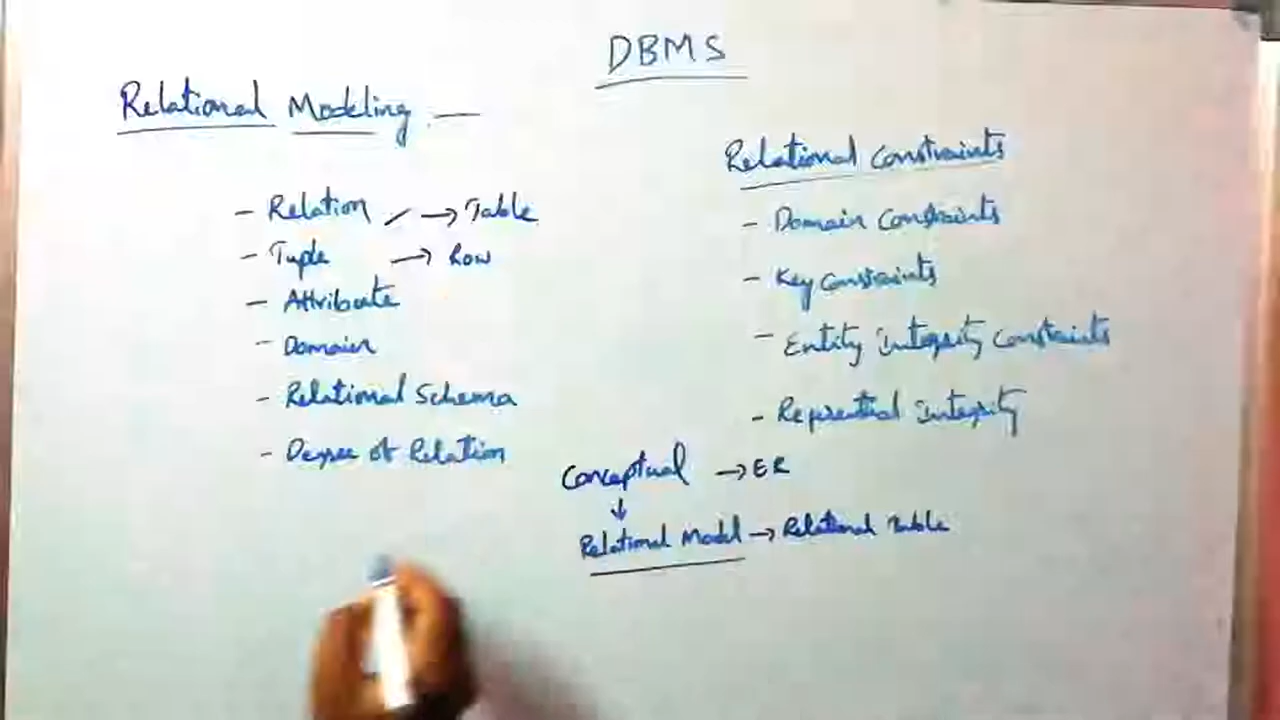 DBMS
Relational Modeling
- Relation → Table
- Tuple → Row
- Attribute
- Domain
- Relational Schema
- Degree of Relation
Relational Constraints
- Domain Constraints
- Key Constraints
- Entity Integrity Constraints
- Integrity
Conceptual → ER
↓
Relational Model → Relational Table